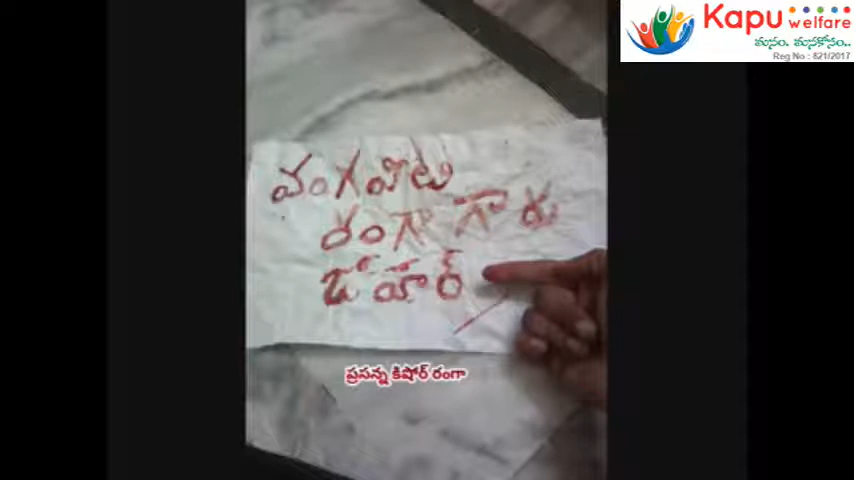 Kapu welfare
మనం. మనకోసం..
Reg No : 821/2017
వంగవీటి
రంగా గారు
జోహార్
ప్రసన్న కిషోర్ రంగా